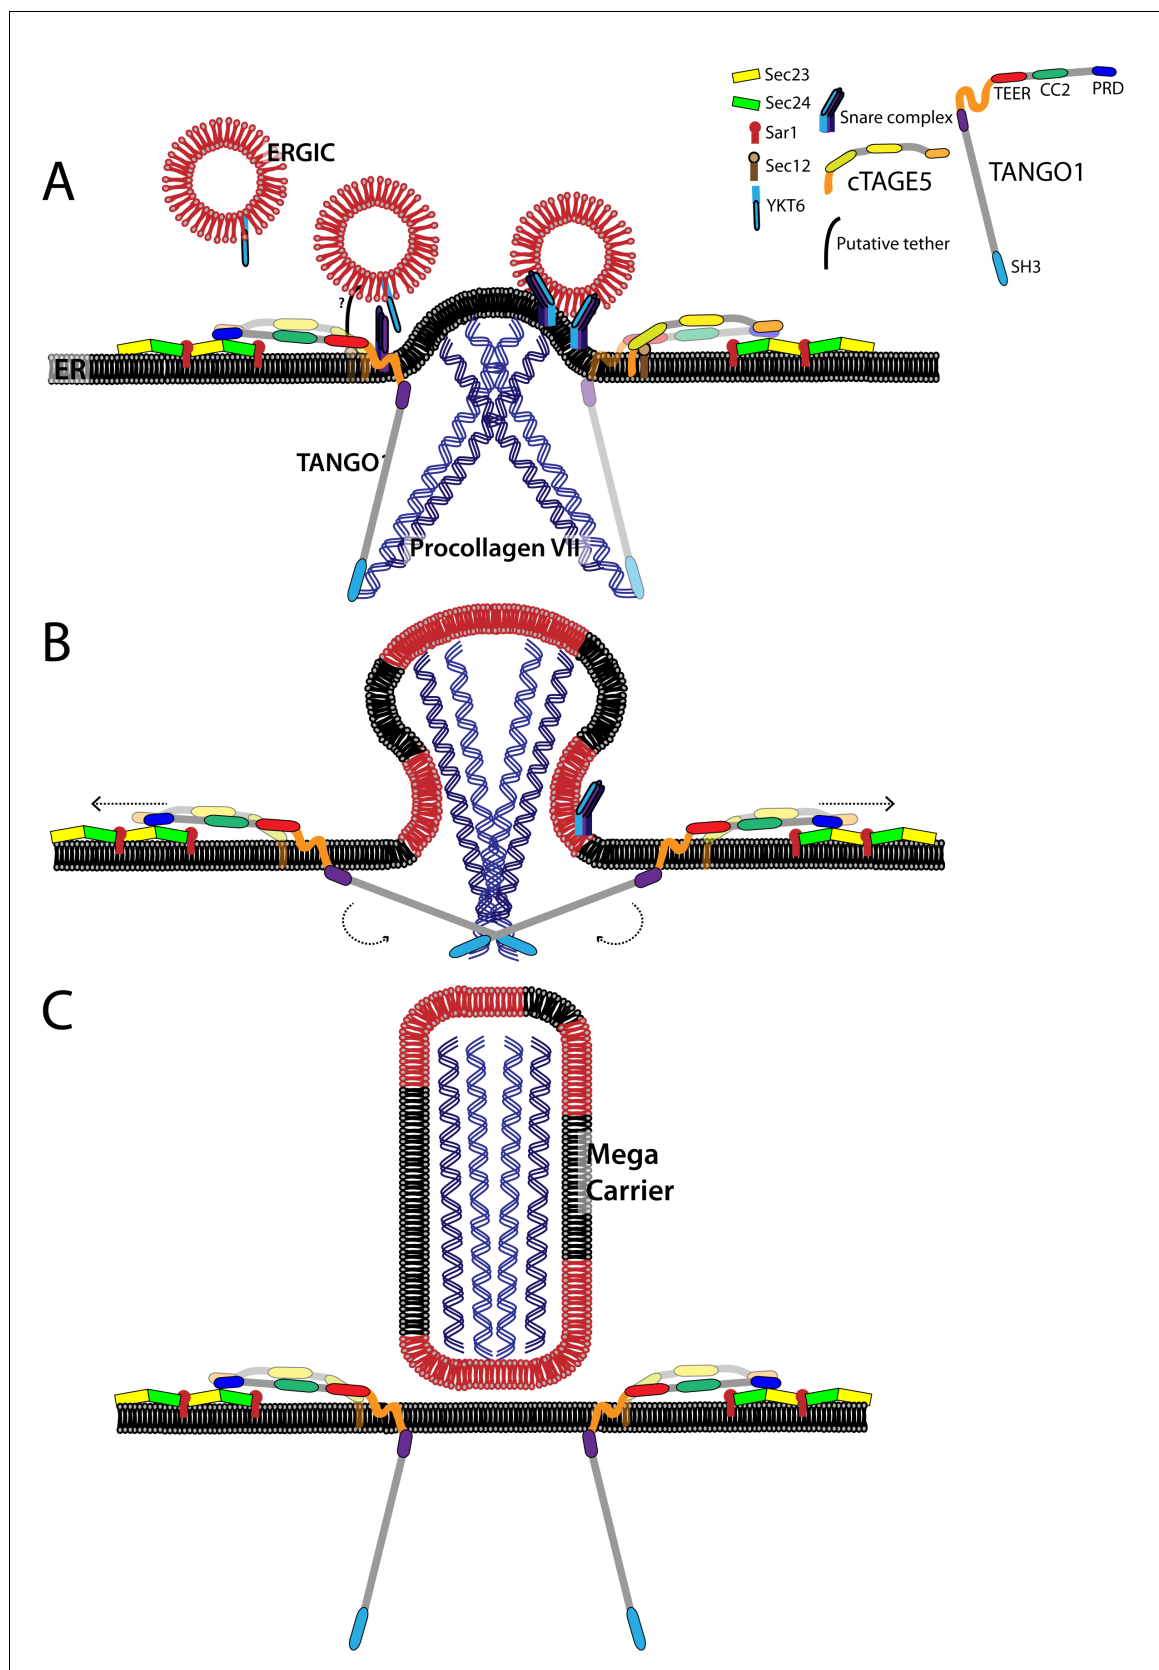 Sec23
Sec24
Sar1
Sec12
YKT6
Snare complex
cTAGE5
Putative tether
TEER
CC2
PRD
TANGO1
SH3
A
ERGIC
?
ER
TANGO1
Procollagen VII
B
C
Mega
Carrier